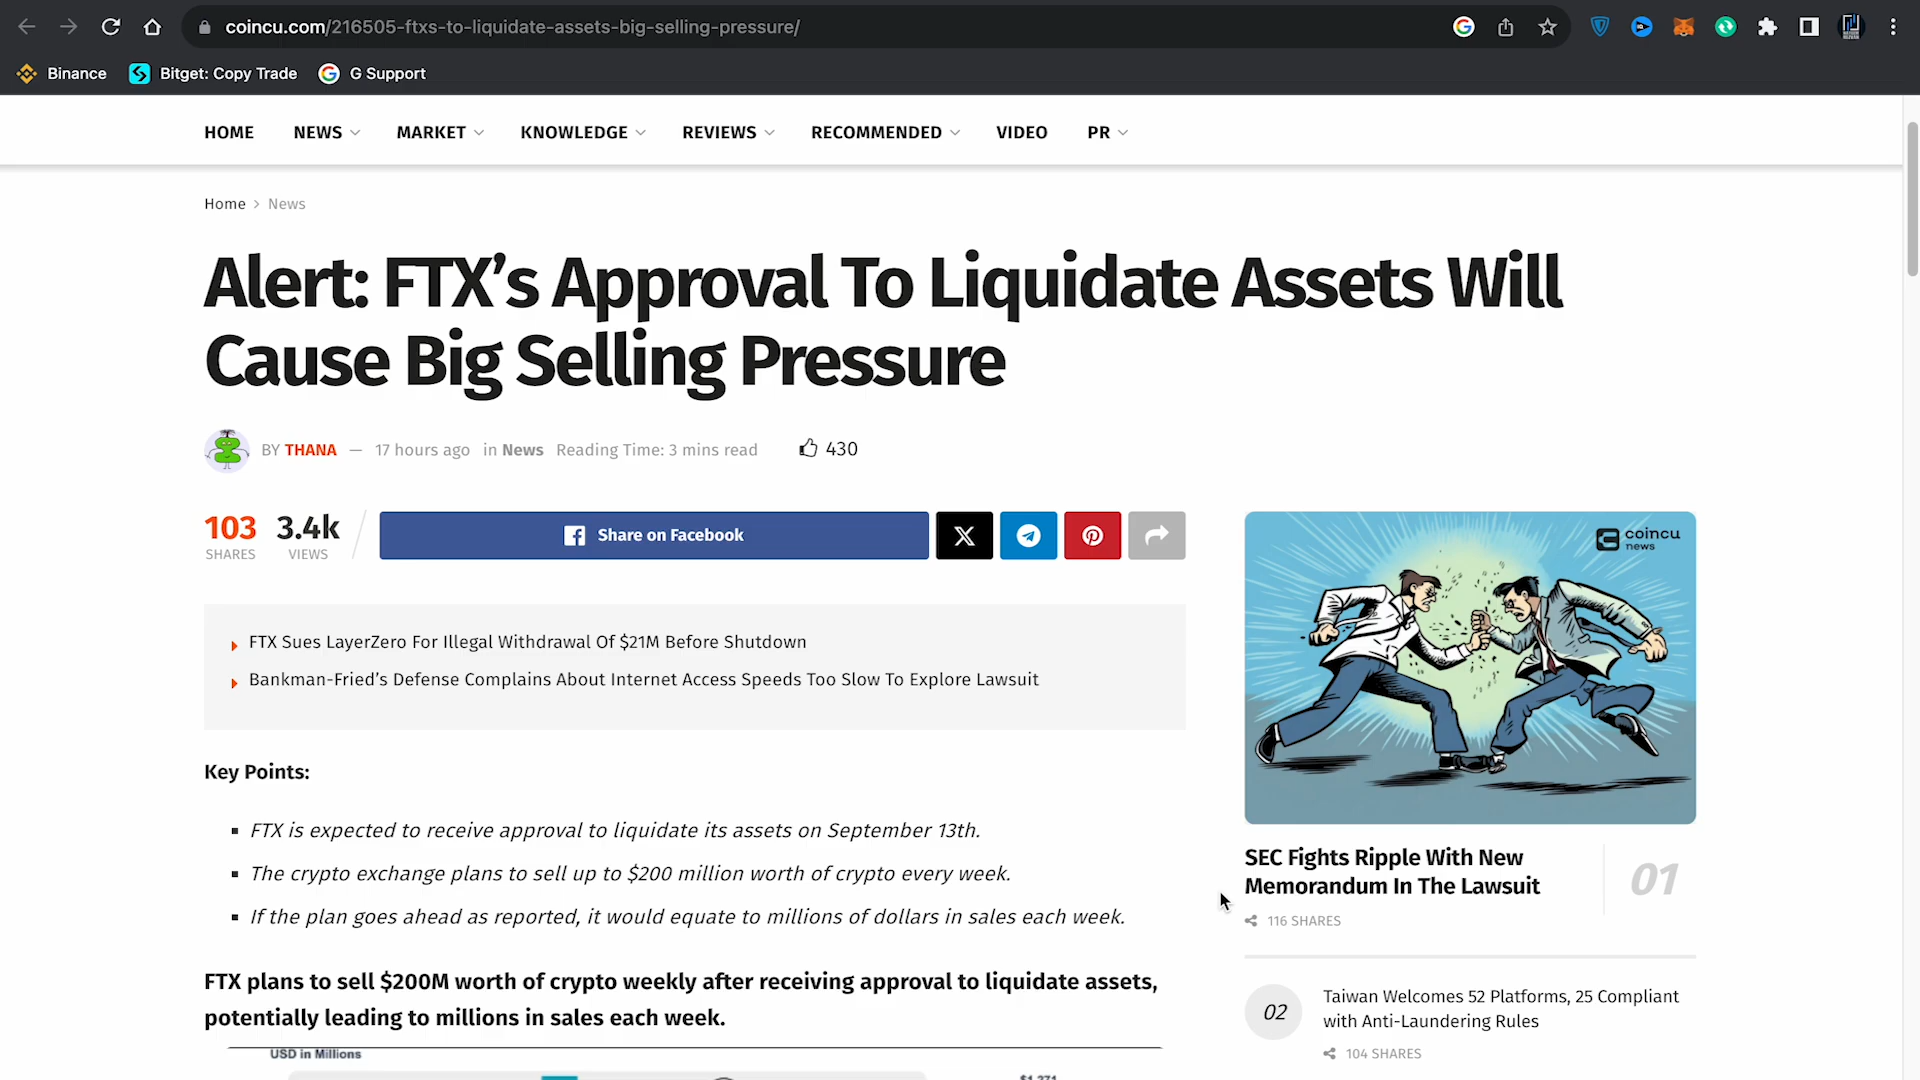 coincu.com/216505-ftxs-to-liquidate-assets-big-selling-pressure/
Binance
Bitget: Copy Trade
G Support
HOME
NEWS
MARKET
KNOWLEDGE
REVIEWS
RECOMMENDED
VIDEO
PR
Home > News
Alert: FTX’s Approval To Liquidate Assets Will
Cause Big Selling Pressure
BY THANA — 17 hours ago in News Reading Time: 3 mins read
430
103
SHARES
3.4k
VIEWS
Share on Facebook
FTX Sues LayerZero For Illegal Withdrawal Of $21M Before Shutdown
Bankman-Fried’s Defense Complains About Internet Access Speeds Too Slow To Explore Lawsuit
Key Points:
FTX is expected to receive approval to liquidate its assets on September 13th.
The crypto exchange plans to sell up to $200 million worth of crypto every week.
If the plan goes ahead as reported, it would equate to millions of dollars in sales each week.
FTX plans to sell $200M worth of crypto weekly after receiving approval to liquidate assets,
potentially leading to millions in sales each week.
USD in Millions
coincu
news
SEC Fights Ripple With New
Memorandum In The Lawsuit
01
116 SHARES
02
Taiwan Welcomes 52 Platforms, 25 Compliant
with Anti-Laundering Rules
104 SHARES